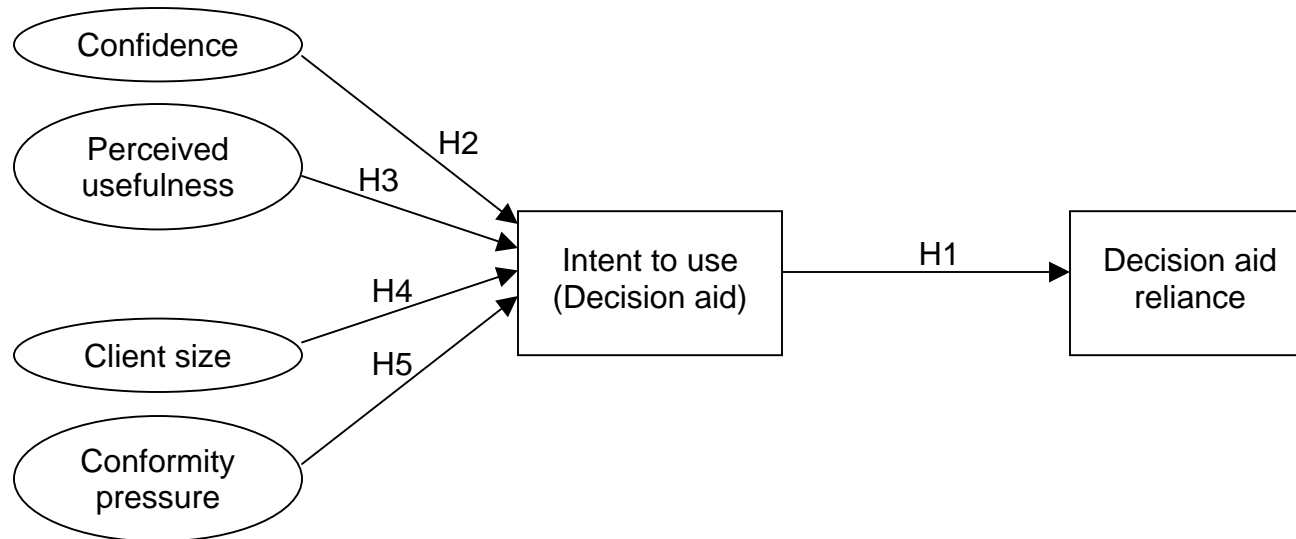 Confidence
H2
Perceived
usefulness
H3
Intent to use
(Decision aid)
H1
Decision aid
reliance
H4
Client size
H5
Conformity
pressure